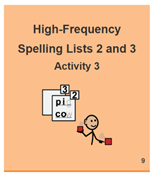 High-Frequency
Spelling Lists 2 and 3
Activity 3
3
2
pi
co
9